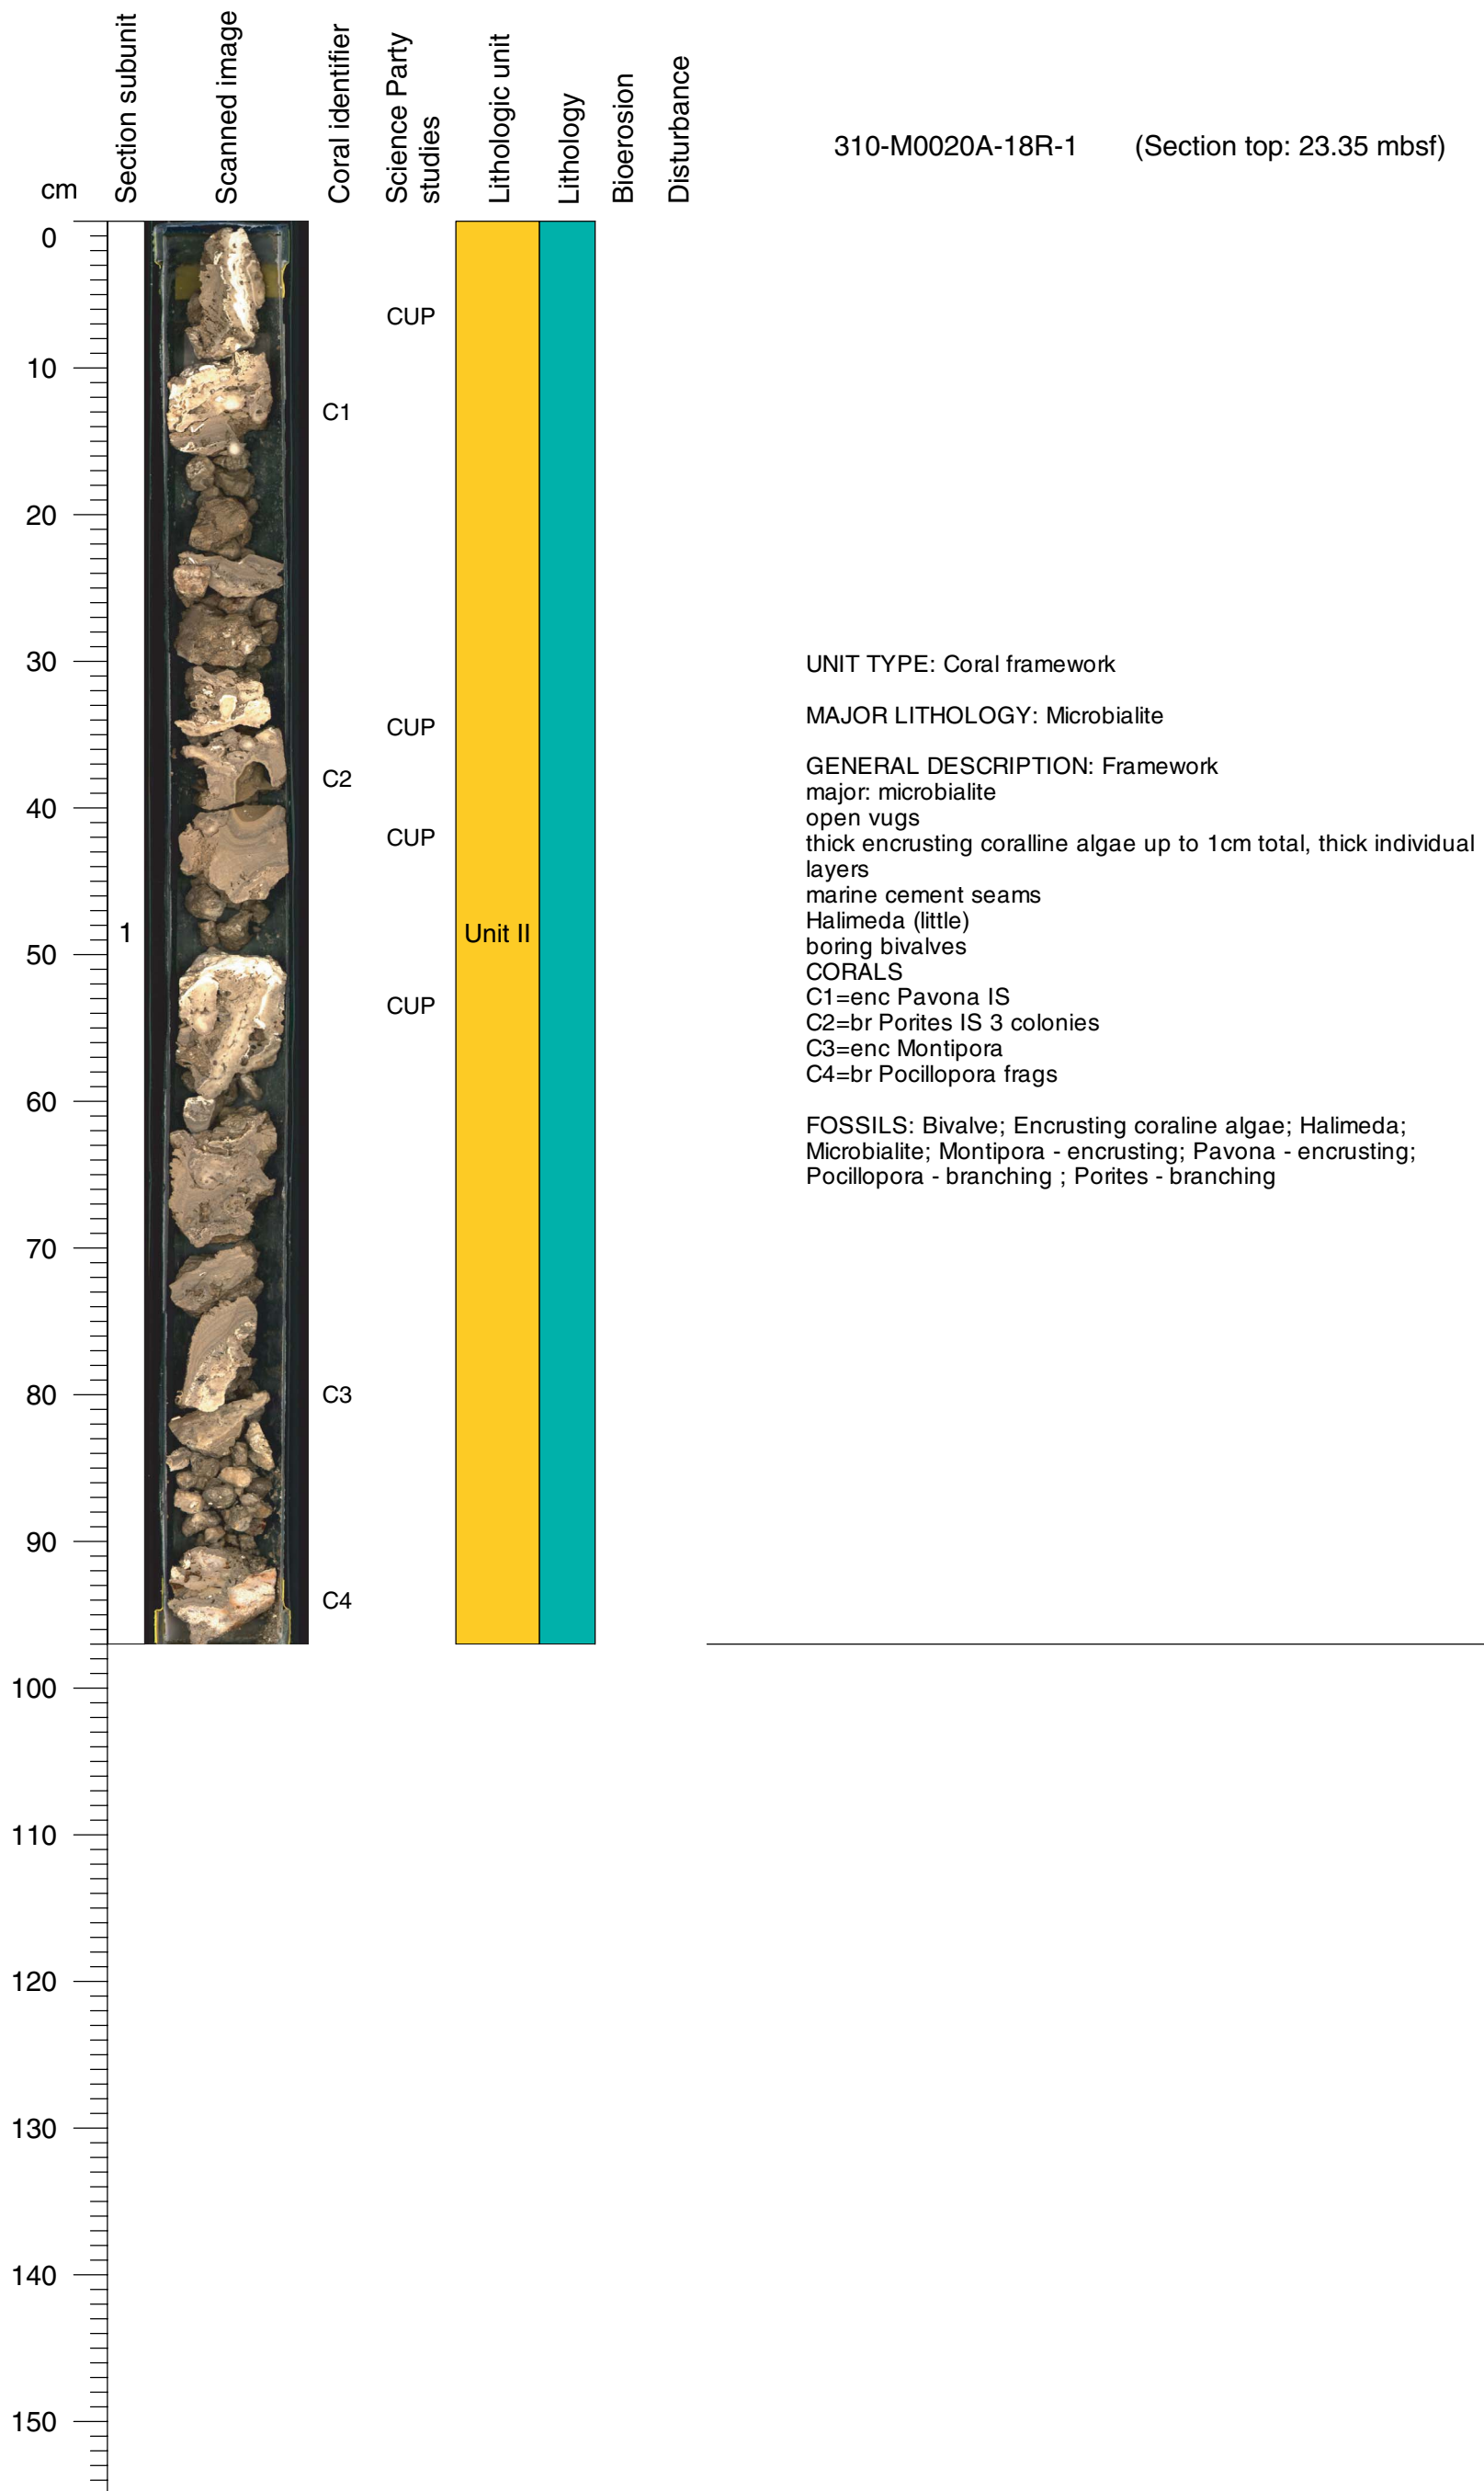 cm
Section subunit
Scanned image
Coral identifier
Science Party
studies
Lithologic unit
Lithology
Bioerosion
Disturbance
310-M0020A-18R-1 (Section top: 23.35 mbsf)
0
CUP
10
C1
20
30
CUP
C2
40
CUP
1
Unit II
50
CUP
60
70
80
C3
90
C4
100
110
120
130
140
150
UNIT TYPE: Coral framework
MAJOR LITHOLOGY: Microbialite
GENERAL DESCRIPTION: Framework
major: microbialite
open vugs
thick encrusting coralline algae up to 1cm total, thick individual
layers
marine cement seams
Halimeda (little)
boring bivalves
CORALS
C1=enc Pavona IS
C2=br Porites IS 3 colonies
C3=enc Montipora
C4=br Pocillopora frags
FOSSILS: Bivalve; Encrusting coraline algae; Halimeda;
Microbialite; Montipora - encrusting; Pavona - encrusting;
Pocillopora - branching ; Porites - branching